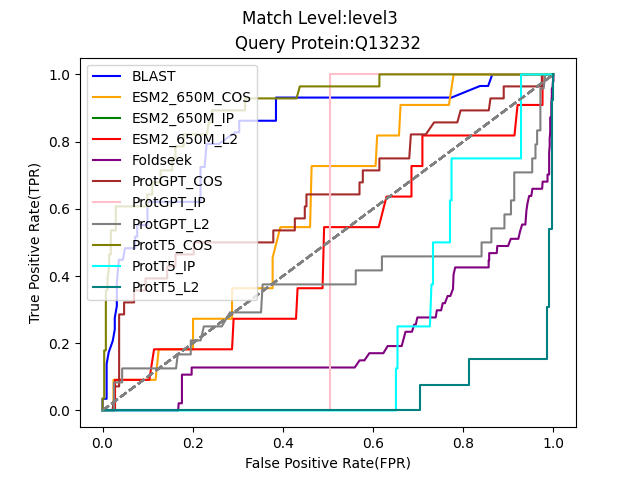 Match Level:level3
Query Protein:Q13232
True Positive Rate(TPR)
1.0
0.8
0.6
0.4
0.2
0.0
BLAST
ESM2_650M_COS
ESM2_650M_IP
ESM2_650M_L2
Foldseek
ProtGPT_COS
ProtGPT_IP
ProtGPT_L2
ProtT5_COS
ProtT5_IP
ProtT5_L2
0.0 0.2 0.4 0.6 0.8 1.0
False Positive Rate(FPR)